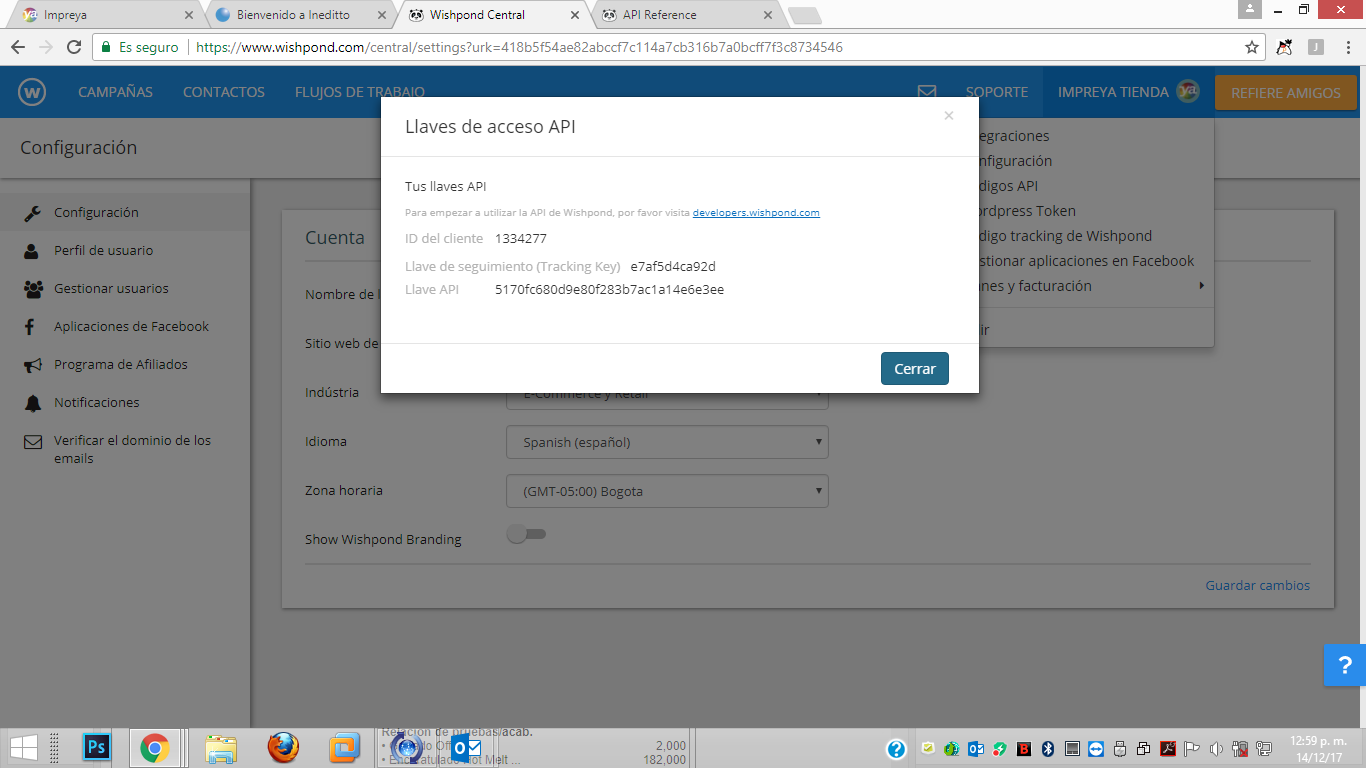 Impreya
Bienvenido a Ineditto
Wishpond Central
API Reference
Es seguro
https://www.wishpond.com/central/settings?urk=418b5f54ae82abccf7c114a7cb316b7a0bcff7f3c8734546
CAMPAÑAS
CONTACTOS
FLUJOS DE TRABAJO
SOPORTE
IMPREYA TIENDA
REFIERE AMIGOS
Configuración
Configuración
Perfil de usuario
Gestionar usuarios
Aplicaciones de Facebook
Programa de Afiliados
Notificaciones
Verificar el dominio de los
emails
Llaves de acceso API
×
Tus llaves API
Para empezar a utilizar la API de Wishpond, por favor visita developers.wishpond.com
ID del cliente 1334277
Llave de seguimiento (Tracking Key) e7af5d4ca92d
Llave API 5170fc680d9e80f283b7ac1a14e6e3ee
Cerrar
egraciones
nfiguración
digos API
ordpress Token
digo tracking de Wishpond
stionar aplicaciones en Facebook
nes y facturación
ir
Cuenta
Nombre de l
Sitio web de
Indústria
E-Commerce y Retail
Idioma
Spanish (español)
Zona horaria
(GMT-05:00) Bogota
Show Wishpond Branding
Guardar cambios
?
Relación de pruebas/acab.
2,000
182,000
12:59 p. m.
14/12/17